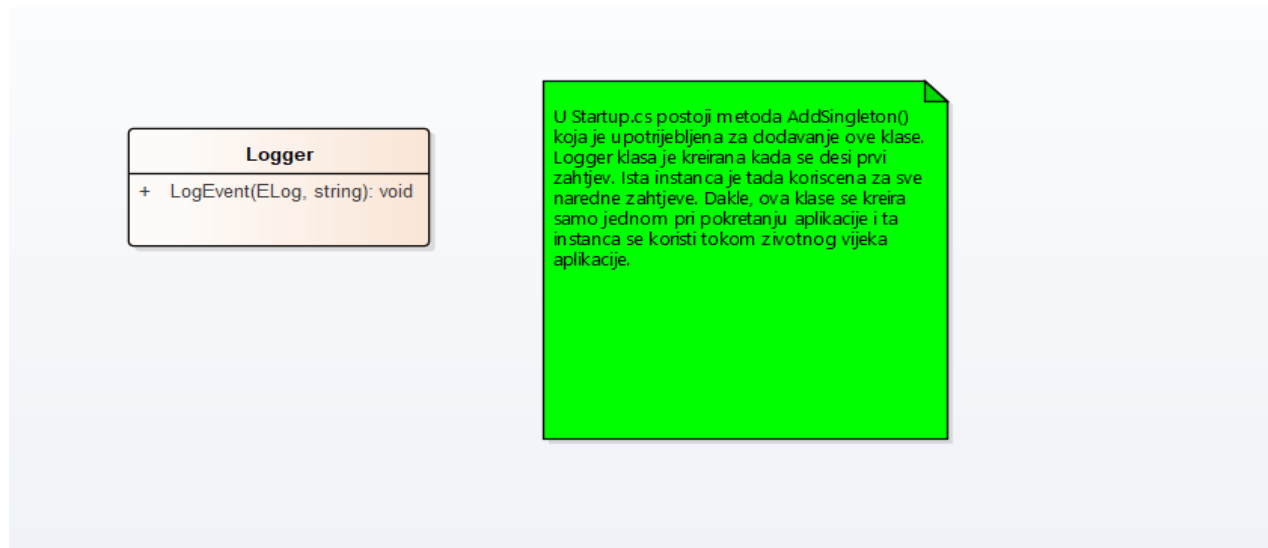 Logger
+ LogEvent(ELog, string): void
U Startup.cs postoji metoda AddSingleton()
koja je upotrijebljena za dodavanje ove klase.
Logger klasa je kreirana kada se desi prvi
zahtjev. Ista instanca je tada koriscena za sve
naredne zahtjeve. Dakle, ova klase se kreira
samo jednom pri pokretanju aplikacije i ta
instanca se koristi tokom zivotnog vijeka
aplikacije.